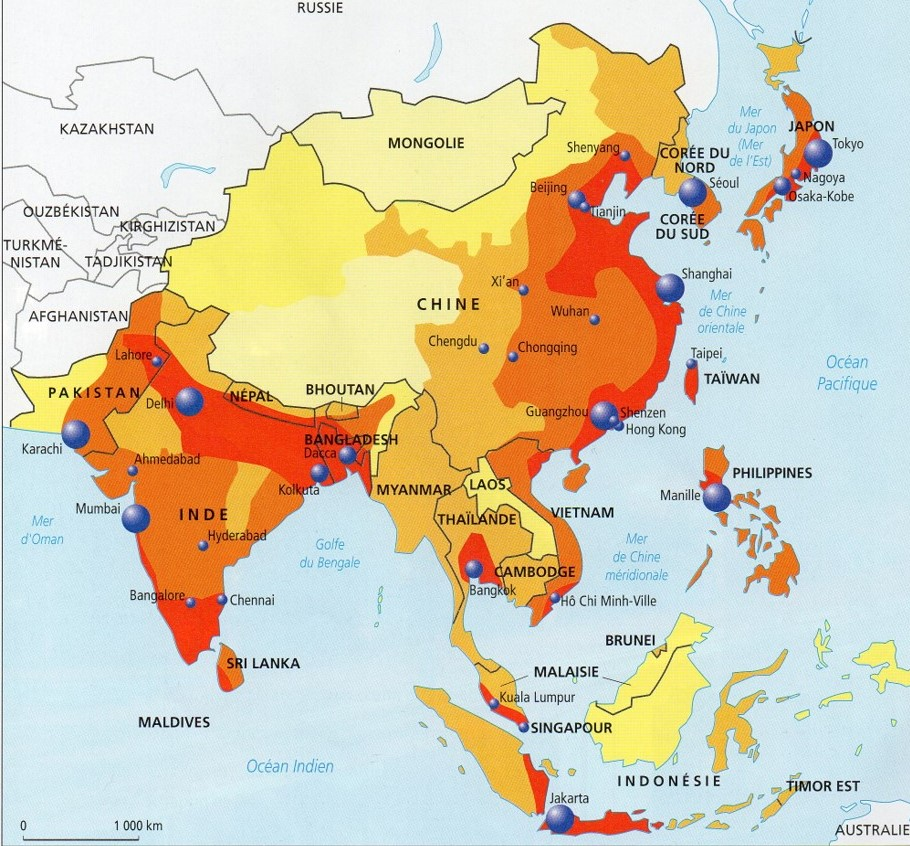 RUSSIE
KAZAKHSTAN
MONGOLIE
OUZBÉKISTAN
KIRGHIZISTAN
TURKMÉ-
NISTAN
TADJIKISTAN
AFGHANISTAN
Shenyang
CORÉE DU
NORD
Beijing
Tianjin
Séoul
CORÉE
DU SUD
Mer
du Japon
(Mer
de l'Est)
JAPON
Tokyo
Nagoya
Osaka-Kobe
CHINE
Xi'an
Shanghai
Wuhan
Mer
de Chine
orientale
Chengdu
Chongqing
Taipei
TAÏWAN
Océan
Pacifique
Lahore
PAKISTAN
Delhi
NÉPAL
BHOUTAN
Guangzhou
Shenzen
Hong Kong
Karachi
BANGLADESH
Dacca
Ahmedabad
Kolkuta
MYANMAR
LAOS
PHILIPPINES
Manille
Mumbai
INDE
THAÏLANDE
VIETNAM
Mer
d'Oman
Hyderabad
Golfe
du Bengale
Mer
de Chine
méridionale
CAMBODGE
Bangkok
Bangalore
Chennai
Hô Chi Minh-Ville
BRUNEI
SRI LANKA
MALAISIE
Kuala Lumpur
MALDIVES
SINGAPOUR
Océan Indien
INDONÉSIE
TIMOR EST
Jakarta
0
1 000 km
AUSTRALIE